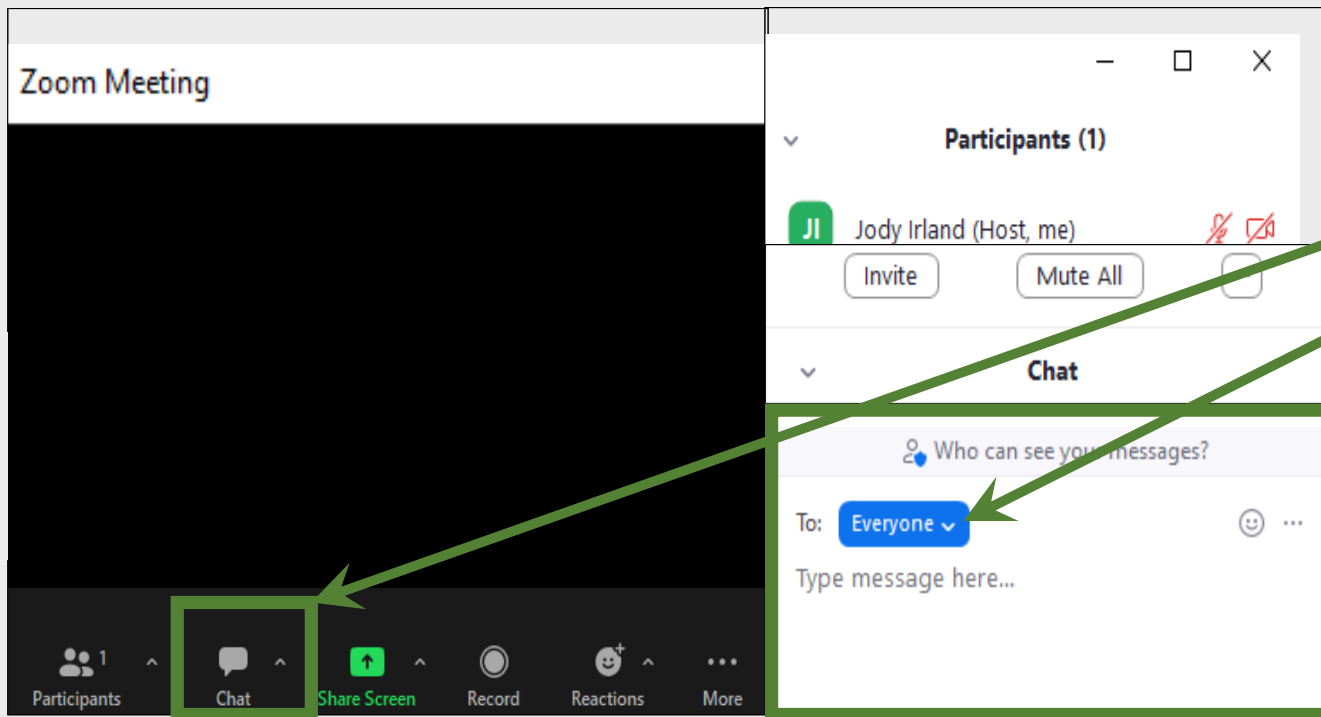 Zoom Meeting
Participants (1)
JI Jody Irland (Host, me)
Invite Mute All
Chat
Who can see your messages?
To: Everyone
Type message here...
1
Participants Chat Share Screen Record Reactions More